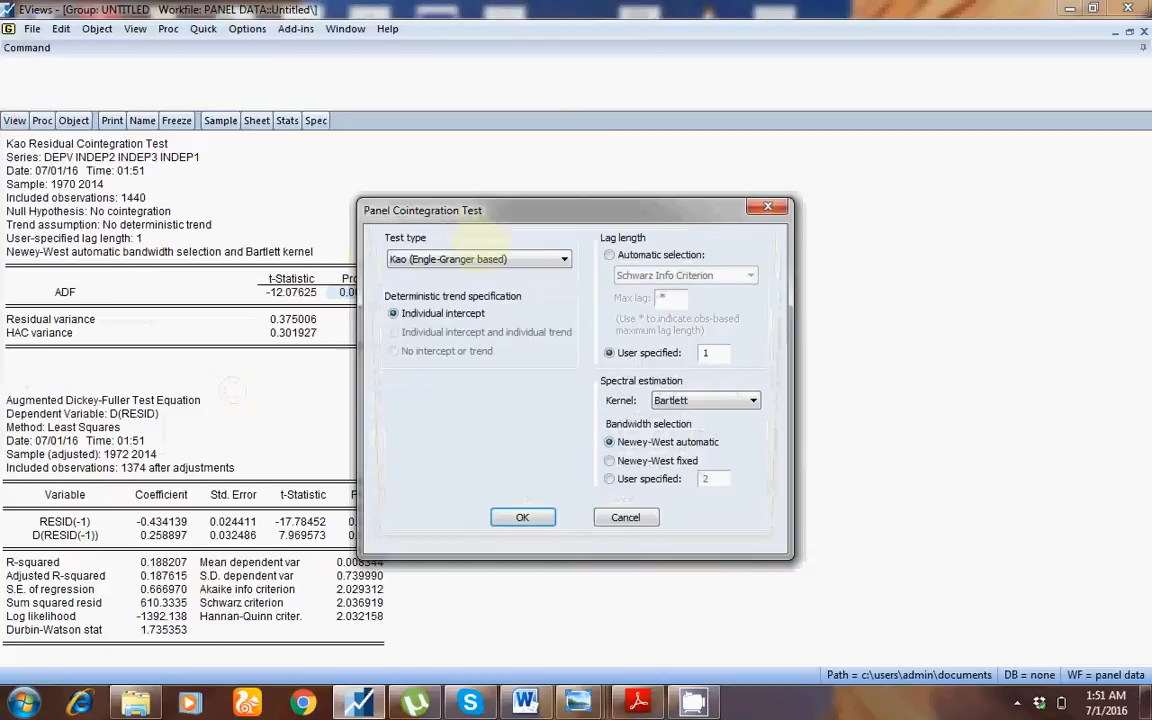 EViews - [Group: UNTITLED   Workfile: PANEL DATA::Untitled\]
File Edit Object View Proc Quick Options Add-ins Window Help
Command
View Proc Object Print Name Freeze Sample Sheet Stats Spec
Kao Residual Cointegration Test
Series: DEPV INDEP2 INDEP3 INDEP1
Date: 07/01/16   Time: 01:51
Sample: 1970 2014
Included observations: 1440
Null Hypothesis: No cointegration
Trend assumption: No deterministic trend
User-specified lag length: 1
Newey-West automatic bandwidth selection and Bartlett kernel
t-Statistic
ADF -12.07625
Residual variance 0.375006
HAC variance 0.301927
Augmented Dickey-Fuller Test Equation
Dependent Variable: D(RESID)
Method: Least Squares
Date: 07/01/16   Time: 01:51
Sample (adjusted): 1972 2014
Included observations: 1374 after adjustments
Variable Coefficient Std. Error t-Statistic
RESID(-1) -0.434139 0.024411 -17.78452
D(RESID(-1)) 0.258897 0.032486 7.969573
R-squared 0.188207 Mean dependent var 0.008344
Adjusted R-squared 0.187615 S.D. dependent var 0.739990
S.E. of regression 0.666970 Akaike info criterion 2.029312
Sum squared resid 610.3335 Schwarz criterion 2.036919
Log likelihood -1392.138 Hannan-Quinn criter. 2.032158
Durbin-Watson stat 1.735353
Panel Cointegration Test
Test type
Kao (Engle-Granger based)
Deterministic trend specification
Individual intercept
Individual intercept and individual trend
No intercept or trend
Lag length
Automatic selection:
Schwarz Info Criterion
Max lag: *
(Use * to indicate obs-based
maximum lag length)
User specified: 1
Spectral estimation
Kernel: Bartlett
Bandwidth selection
Newey-West automatic
Newey-West fixed
User specified: 2
OK Cancel
Path = c:\users\admin\documents DB = none WF = panel data
1:51 AM
7/1/2016